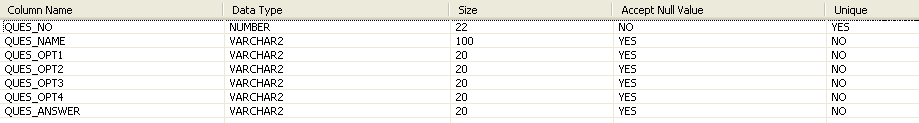 Column Name Data Type Size Accept Null Value Unique
QUES_NO NUMBER 22 NO YES
QUES_NAME VARCHAR2 100 YES NO
QUES_OPT1 VARCHAR2 20 YES NO
QUES_OPT2 VARCHAR2 20 YES NO
QUES_OPT3 VARCHAR2 20 YES NO
QUES_OPT4 VARCHAR2 20 YES NO
QUES_ANSWER VARCHAR2 20 YES NO